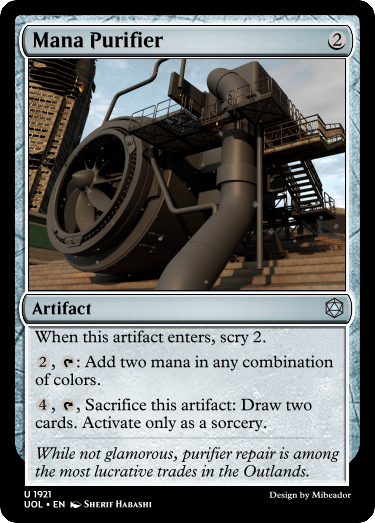 Mana Purifier 2
Artifact
When this artifact enters, scry 2.
2, : Add two mana in any combination
of colors.
4, , Sacrifice this artifact: Draw two
cards. Activate only as a sorcery.
While not glamorous, purifier repair is among
the most lucrative trades in the Outlands.
U 1921
UOL • EN Sherif Habashi
Design by Mibeador